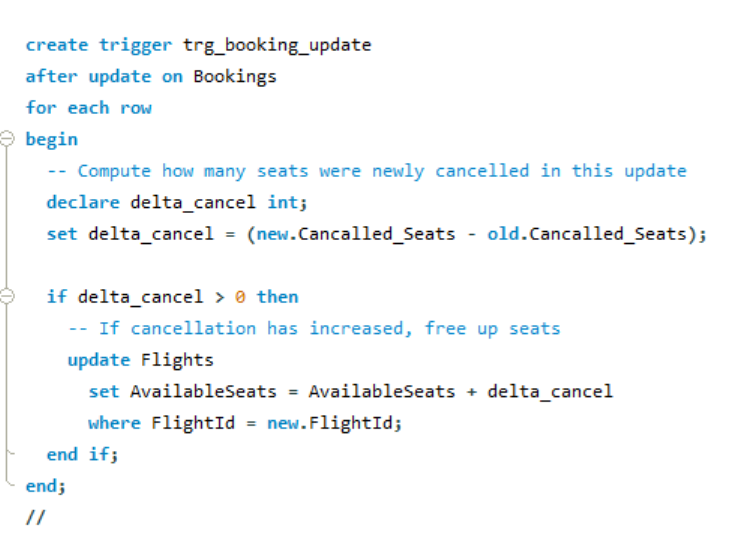 create trigger trg_booking_update
after update on Bookings
for each row
begin
-- Compute how many seats were newly cancelled in this update
declare delta_cancel int;
set delta_cancel = (new.Cancalled_Seats - old.Cancalled_Seats);
if delta_cancel > 0 then
-- If cancellation has increased, free up seats
update Flights
set AvailableSeats = AvailableSeats + delta_cancel
where FlightId = new.FlightId;
end if;
end;
//